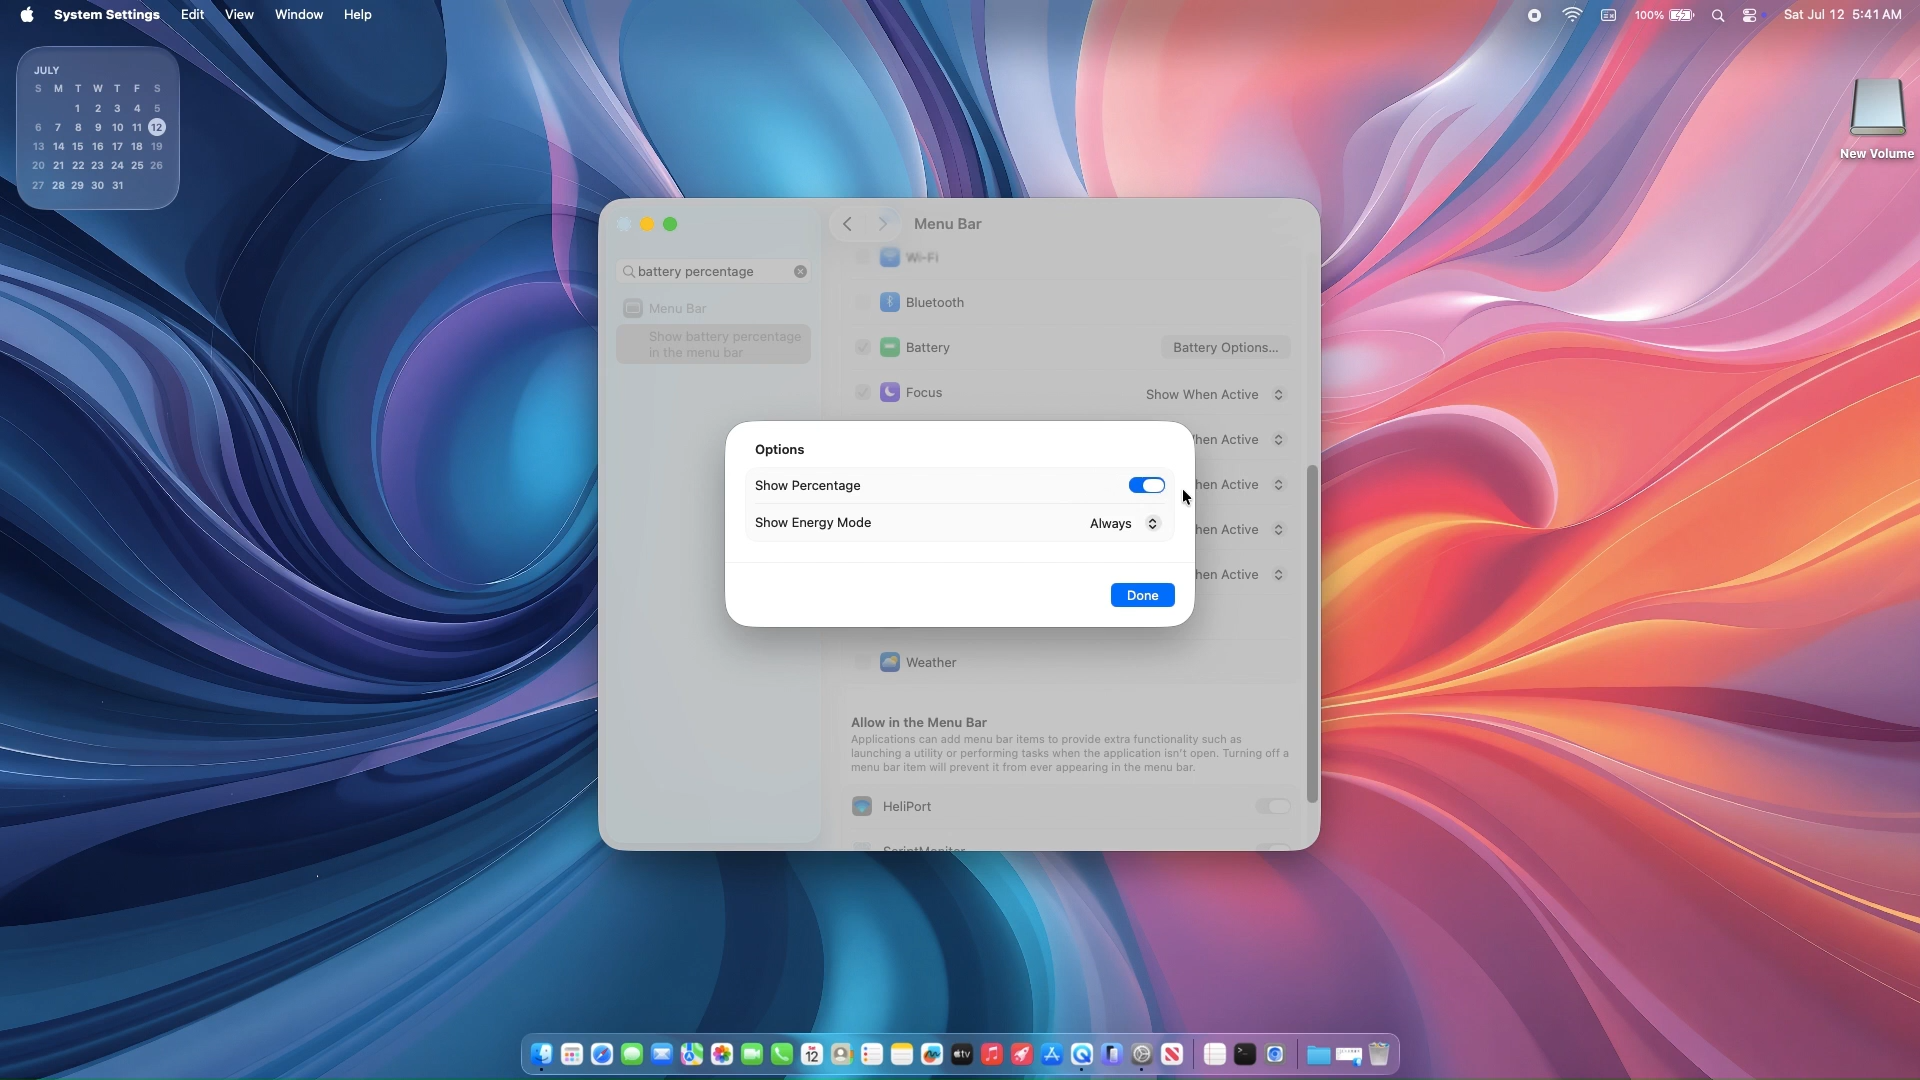 System Settings Edit View Window Help
100% Sat Jul 12 5:41 AM
JULY
S M T W T F S
1 2 3 4 5
6 7 8 9 10 11 12
13 14 15 16 17 18 19
20 21 22 23 24 25 26
27 28 29 30 31
New Volume
Menu Bar
battery percentage
Menu Bar
Show battery percentage
in the menu bar
Wi-Fi
Bluetooth
Battery Battery Options...
Focus Show When Active
hen Active
hen Active
hen Active
hen Active
Options
Show Percentage
Show Energy Mode Always
Done
Weather
Allow in the Menu Bar
Applications can add menu bar items to provide extra functionality such as
launching a utility or performing tasks when the application isn't open. Turning off a
menu bar item will prevent it from ever appearing in the menu bar.
HeliPort
ScriptMonitor
12
tv